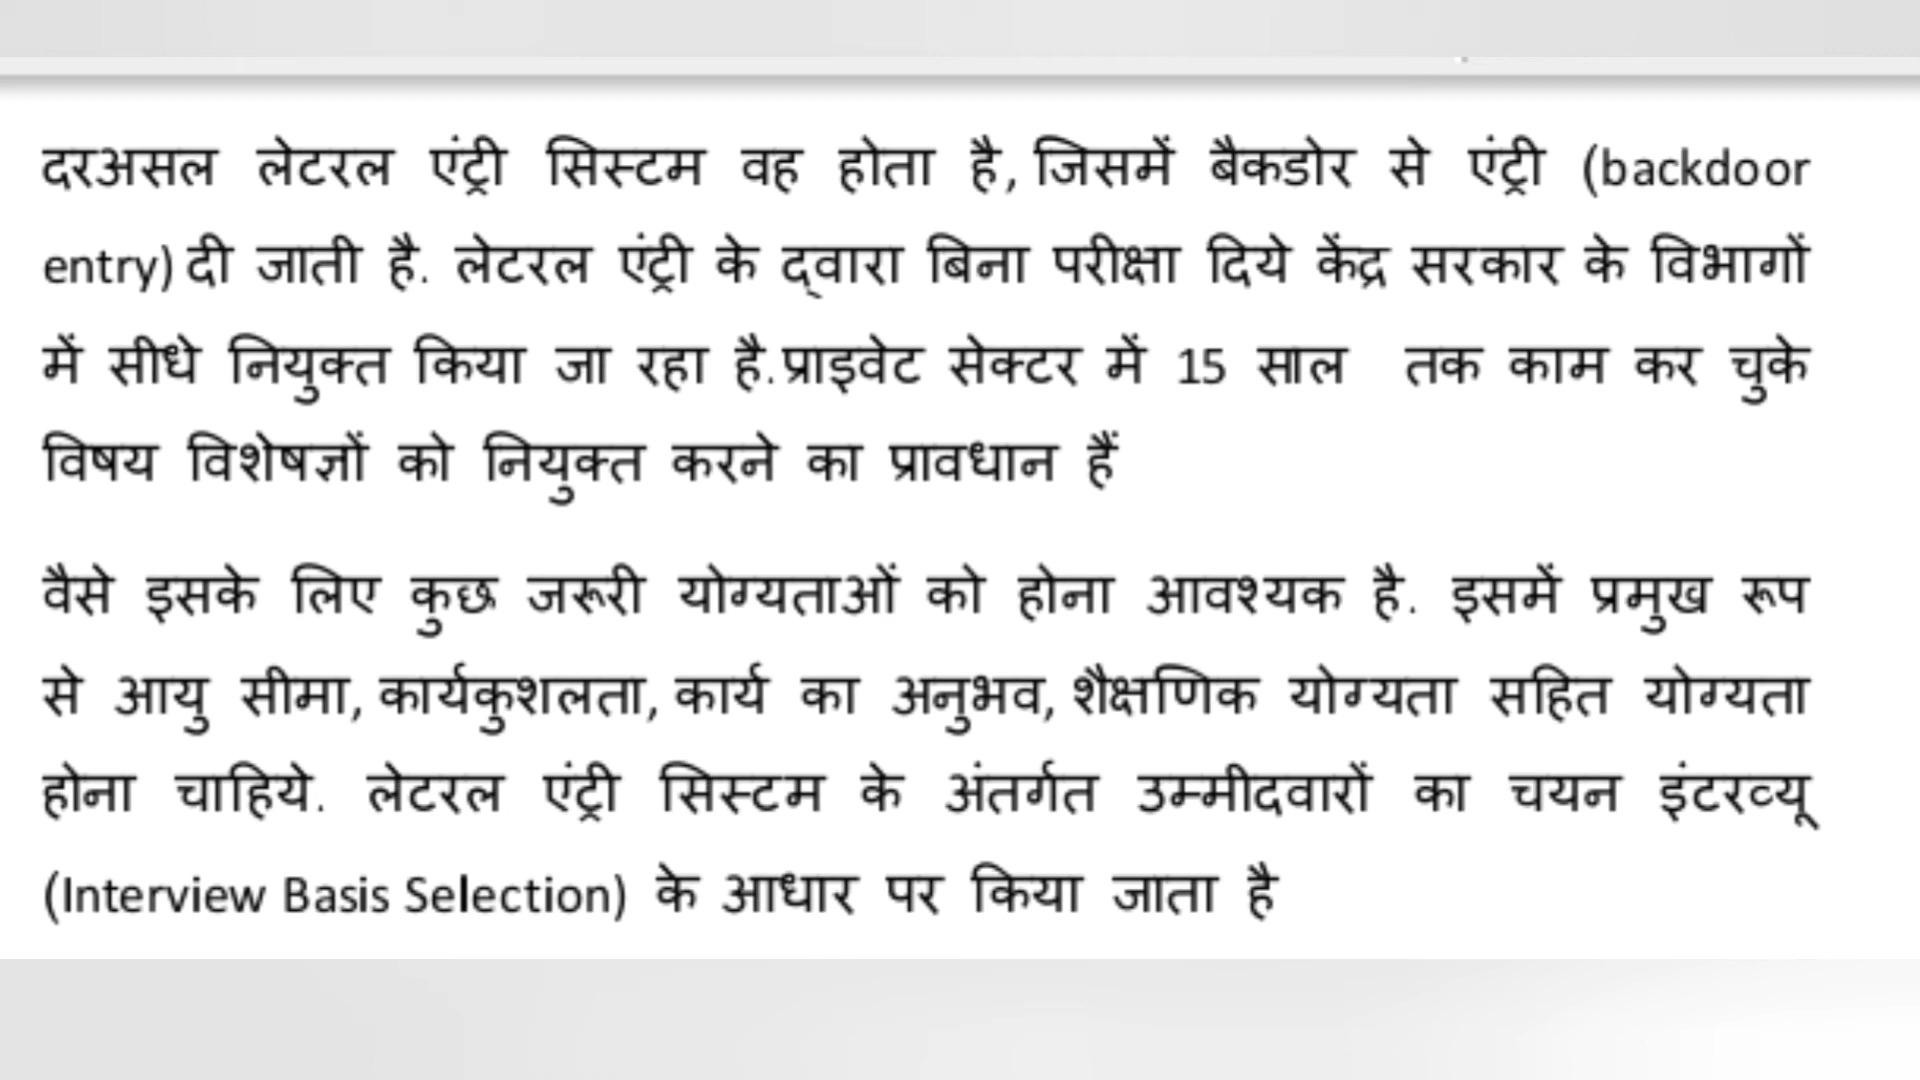 दरअसल लेटरल एंट्री सिस्टम वह होता है, जिसमें बैकडोर से एंट्री (backdoor
entry) दी जाती है. लेटरल एंट्री के द्वारा बिना परीक्षा दिये केंद्र सरकार के विभागों
में सीधे नियुक्त किया जा रहा है.प्राइवेट सेक्टर में 15 साल तक काम कर चुके
विषय विशेषज्ञों को नियुक्त करने का प्रावधान हैं
वैसे इसके लिए कुछ जरूरी योग्यताओं को होना आवश्यक है. इसमें प्रमुख रूप
से आयु सीमा, कार्यकुशलता, कार्य का अनुभव, शैक्षणिक योग्यता सहित योग्यता
होना चाहिये. लेटरल एंट्री सिस्टम के अंतर्गत उम्मीदवारों का चयन इंटरव्यू
(Interview Basis Selection) के आधार पर किया जाता है